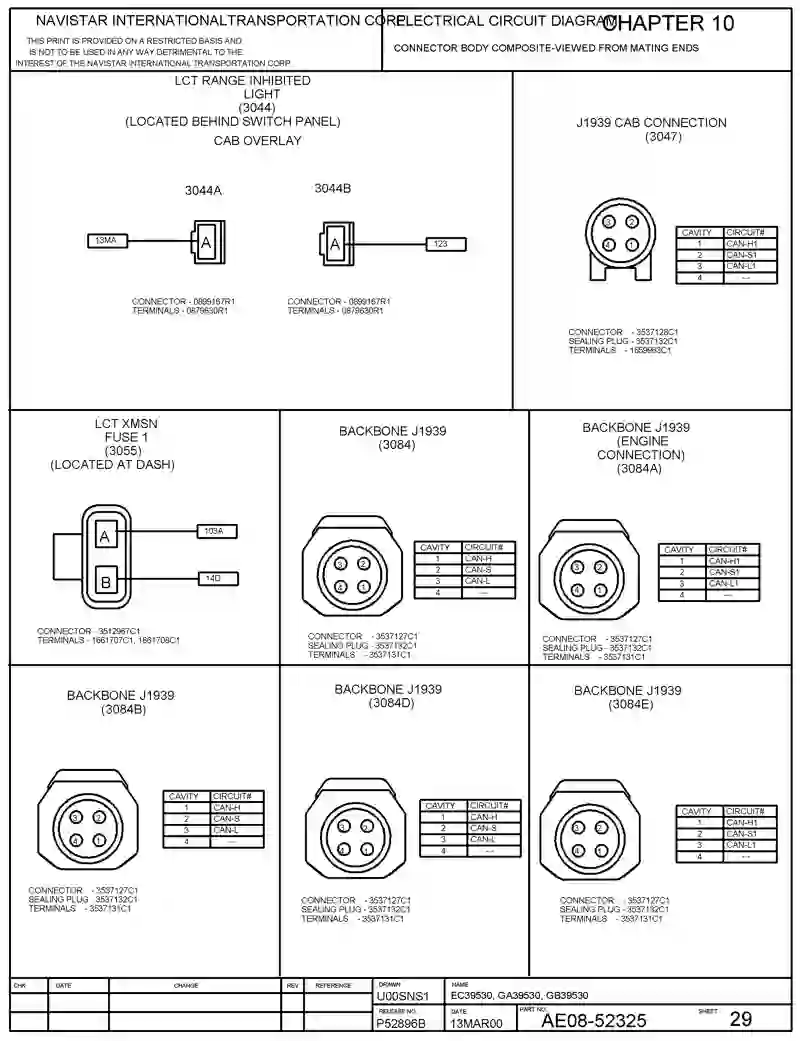 NAVISTAR INTERNATIONALTRANSPORTATION CORP.
ELECTRICAL CIRCUIT DIAGRAM
CHAPTER 10
THIS PRINT IS PROVIDED ON A RESTRICTED BASIS AND
IS NOT TO BE USED IN ANY WAY DETRIMENTAL TO THE
INTEREST OF THE NAVISTAR INTERNATIONAL TRANSPORTATION CORP
CONNECTOR BODY COMPOSITE-VIEWED FROM MATING ENDS
LCT RANGE INHIBITED
LIGHT
(3044)
(LOCATED BEHIND SWITCH PANEL)
CAB OVERLAY
3044A
13MA
A
CONNECTOR - 0899167R1
TERMINALS - 0879630R1
3044B
A
123
CONNECTOR - 0899167R1
TERMINALS - 0879630R1
J1939 CAB CONNECTION
(3047)
3 2
4 1
CAVITY CIRCUIT#
1 CAN-H1
2 CAN-S1
3 CAN-L1
4 ---
CONNECTOR - 3537128C1
SEALING PLUG - 3537132C1
TERMINALS - 1659993C1
LCT XMSN
FUSE 1
(3055)
(LOCATED AT DASH)
A
103A
B
14D
CONNECTOR - 3512967C1
TERMINALS - 1661707C1, 1661708C1
BACKBONE J1939
(3084)
3 2
4 1
CAVITY CIRCUIT#
1 CAN-H
2 CAN-S
3 CAN-L
4 ---
CONNECTOR - 3537127C1
SEALING PLUG - 3537132C1
TERMINALS - 3537131C1
BACKBONE J1939
(ENGINE
CONNECTION)
(3084A)
3 2
4 1
CAVITY CIRCUIT#
1 CAN-H1
2 CAN-S1
3 CAN-L1
4 ---
CONNECTOR - 3537127C1
SEALING PLUG - 3537132C1
TERMINALS - 3537131C1
BACKBONE J1939
(3084B)
3 2
4 1
CAVITY CIRCUIT#
1 CAN-H
2 CAN-S
3 CAN-L
4 ---
CONNECTOR - 3537127C1
SEALING PLUG 3537132C1
TERMINALS - 3537131C1
BACKBONE J1939
(3084D)
3 2
4 1
CAVITY CIRCUIT#
1 CAN-H
2 CAN-S
3 CAN-L
4 ---
CONNECTOR - 3537127C1
SEALING PLUG - 3537132C1
TERMINALS - 3537131C1
BACKBONE J1939
(3084E)
3 2
4 1
CAVITY CIRCUIT#
1 CAN-H1
2 CAN-S1
3 CAN-L1
4 ---
CONNECTOR - 3537127C1
SEALING PLUG - 3537132C1
TERMINALS - 3537131C1
CHK DATE CHANGE REV REFERENCE
DRAWN
U00SNS1
NAME
EC39530, GA39530, GB39530
RELEASE NO.
P52896B
DATE
13MAR00
PART NO.
AE08-52325
SHEET 29